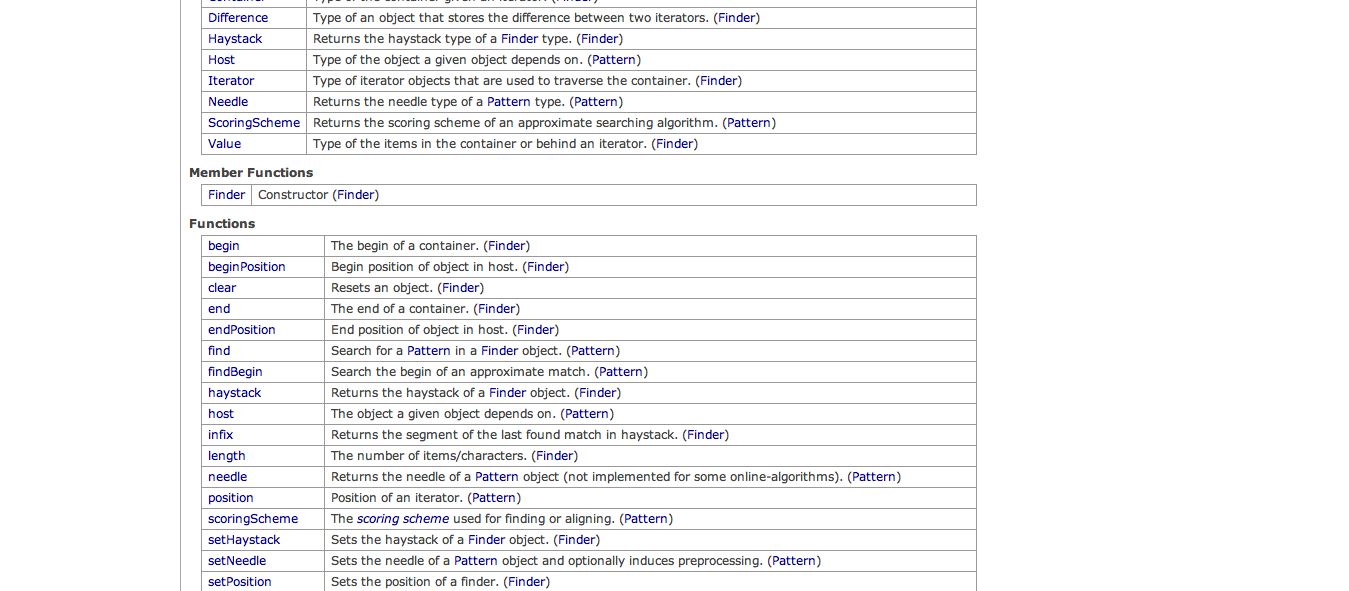 Container Type of the container given an iterator. (Finder)
Difference Type of an object that stores the difference between two iterators. (Finder)
Haystack Returns the haystack type of a Finder type. (Finder)
Host Type of the object a given object depends on. (Pattern)
Iterator Type of iterator objects that are used to traverse the container. (Finder)
Needle Returns the needle type of a Pattern type. (Pattern)
ScoringScheme Returns the scoring scheme of an approximate searching algorithm. (Pattern)
Value Type of the items in the container or behind an iterator. (Finder)
Member Functions
Finder Constructor (Finder)
Functions
begin The begin of a container. (Finder)
beginPosition Begin position of object in host. (Finder)
clear Resets an object. (Finder)
end The end of a container. (Finder)
endPosition End position of object in host. (Finder)
find Search for a Pattern in a Finder object. (Pattern)
findBegin Search the begin of an approximate match. (Pattern)
haystack Returns the haystack of a Finder object. (Finder)
host The object a given object depends on. (Pattern)
infix Returns the segment of the last found match in haystack. (Finder)
length The number of items/characters. (Finder)
needle Returns the needle of a Pattern object (not implemented for some online-algorithms). (Pattern)
position Position of an iterator. (Pattern)
scoringScheme The scoring scheme used for finding or aligning. (Pattern)
setHaystack Sets the haystack of a Finder object. (Finder)
setNeedle Sets the needle of a Pattern object and optionally induces preprocessing. (Pattern)
setPosition Sets the position of a finder. (Finder)